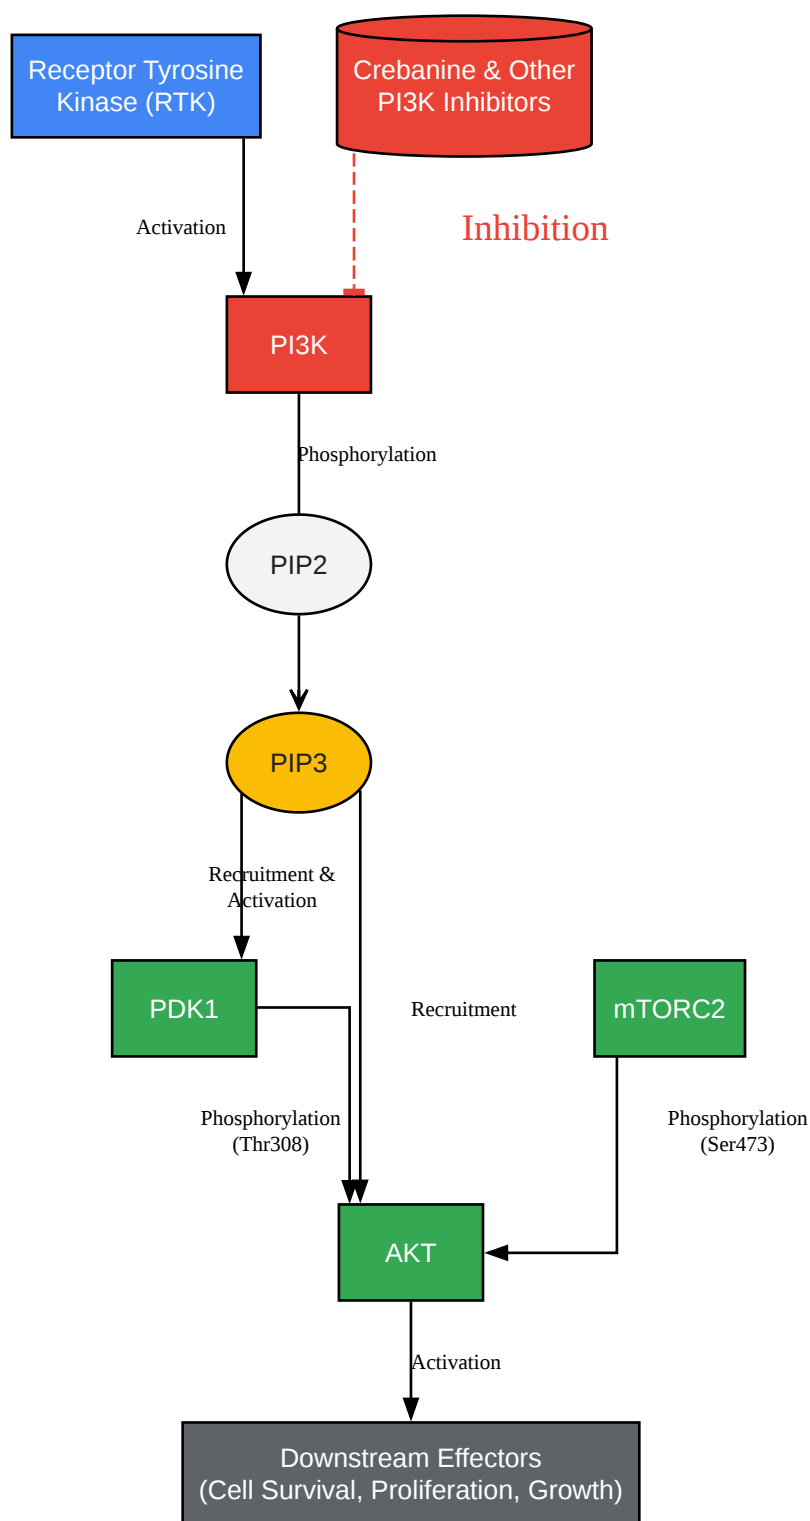 Receptor Tyrosine
Kinase (RTK)
Crebanine & Other
PI3K Inhibitors
Activation
Inhibition
PI3K
Phosphorylation
PIP2
PIP3
Recruitment &
Activation
PDK1
Recruitment
mTORC2
Phosphorylation
(Thr308)
Phosphorylation
(Ser473)
AKT
Activation
Downstream Effectors
(Cell Survival, Proliferation, Growth)